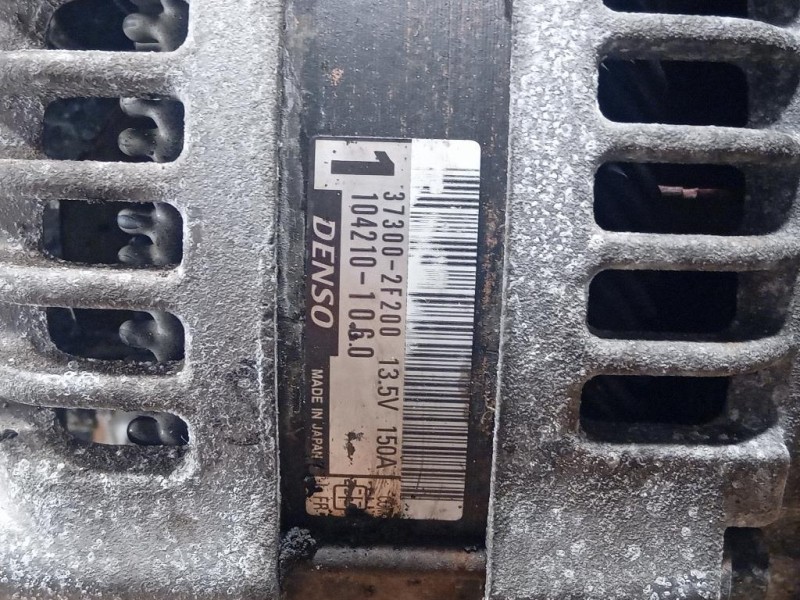 1
37300-2F200 13.5V 150A
104210-1060
DENSO
MADE IN JAPAN